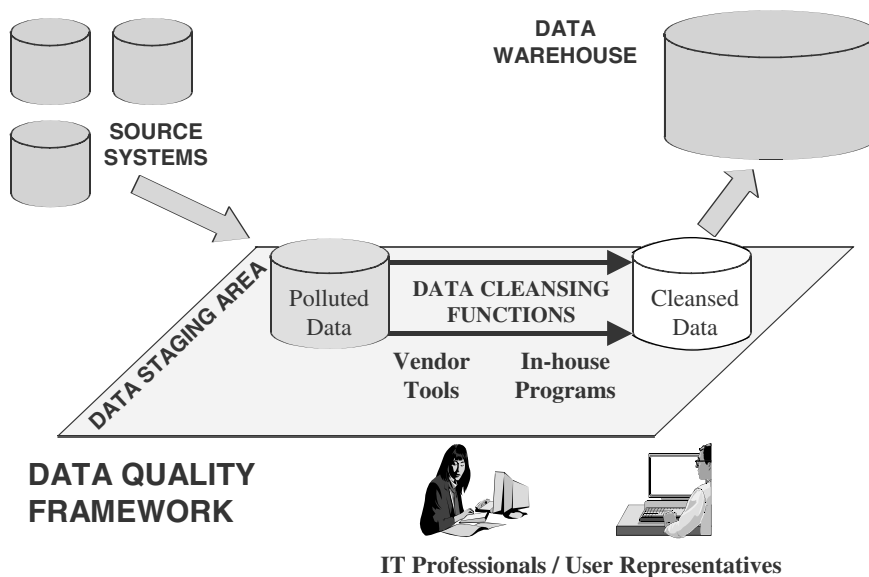 DATA
WAREHOUSE
SOURCE
SYSTEMS
DATA STAGING AREA
Polluted
Data
DATA CLEANSING
FUNCTIONS
Cleansed
Data
Vendor
Tools
In-house
Programs
DATA QUALITY
FRAMEWORK
IT Professionals / User Representatives